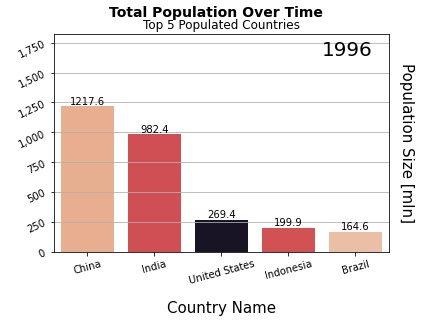 Total Population Over Time
Top 5 Populated Countries
1996
1,750
1,500
1,250
1,000
750
500
250
0
1217.6
982.4
269.4
199.9
164.6
China
India
United States
Indonesia
Brazil
Country Name
Population Size [mln]